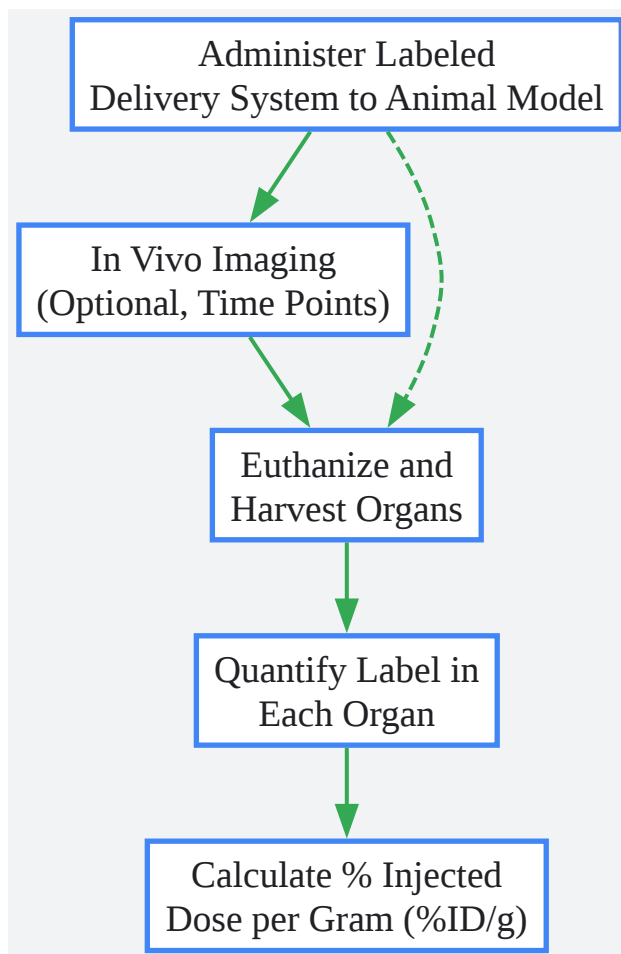 Administer Labeled
Delivery System to Animal Model
In Vivo Imaging
(Optional, Time Points)
Euthanize and
Harvest Organs
Quantify Label in
Each Organ
Calculate % Injected
Dose per Gram (%ID/g)